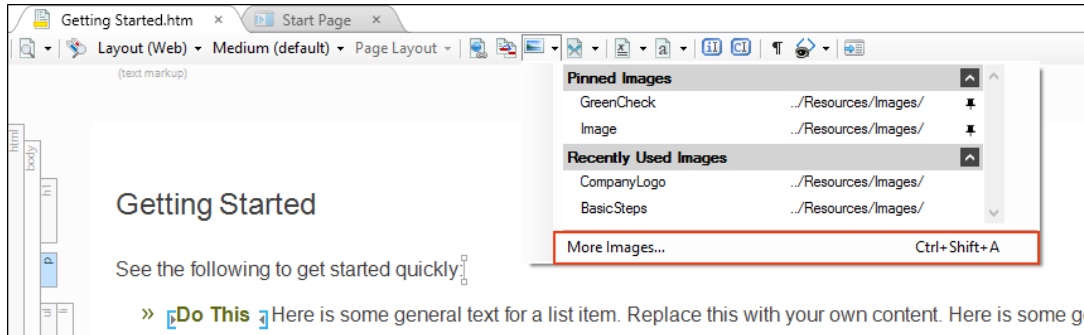 Getting Started.htm × Start Page ×
Layout (Web) Medium (default) Page Layout
(text markup)
Pinned Images
GreenCheck ../Resources/Images/
Image ../Resources/Images/
Recently Used Images
CompanyLogo ../Resources/Images/
BasicSteps ../Resources/Images/
More Images... Ctrl+Shift+A
html
body
h1
Getting Started
p
See the following to get started quickly:
» Do This Here is some general text for a list item. Replace this with your own content. Here is some g